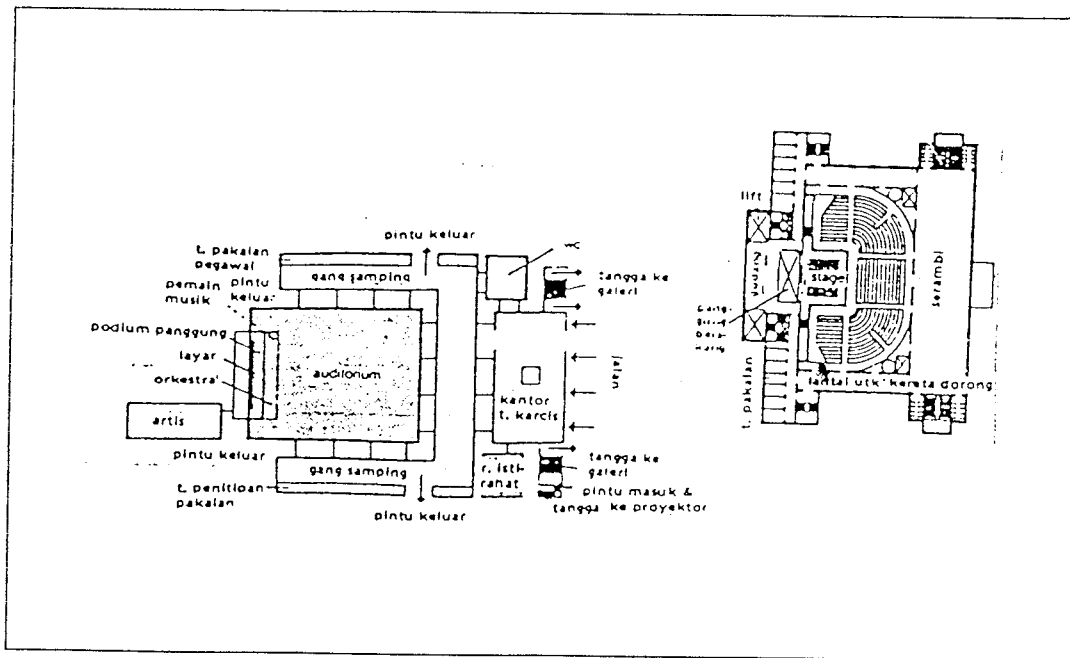 pintu keluar
t. pakaian
pegawai
gang samping
pemain
musik
pintu
keluar
podium panggung
layar
orkestra
auditorium
artis
pintu keluar
gang samping
t. penitipan
pakaian
pintu keluar
wc
tangga ke
galeri
jalan
kantor
t. karcis
r. isti-
rahat
tangga ke
galeri
pintu masuk &
tangga ke proyektor
lift
gudang
stage
serambi
lantai utk' kereta dorong
t. pakaian